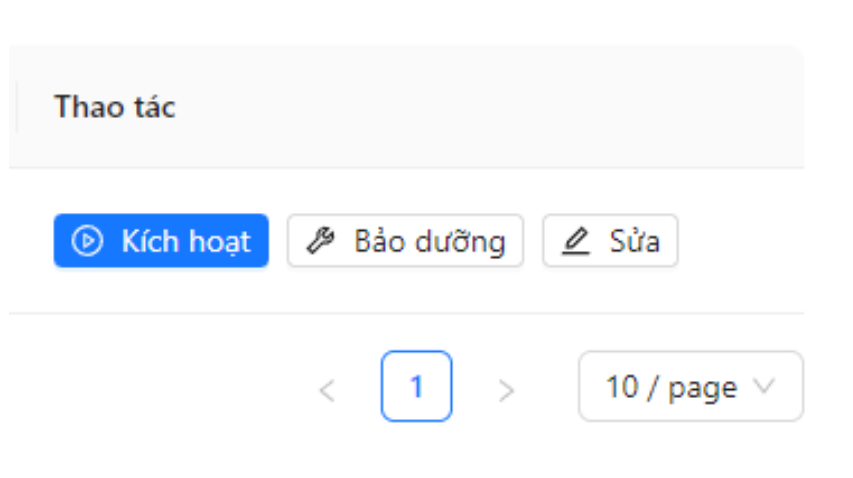 Thao tác
Kích hoạt Bảo dưỡng Sửa
< 1 > 10 / page